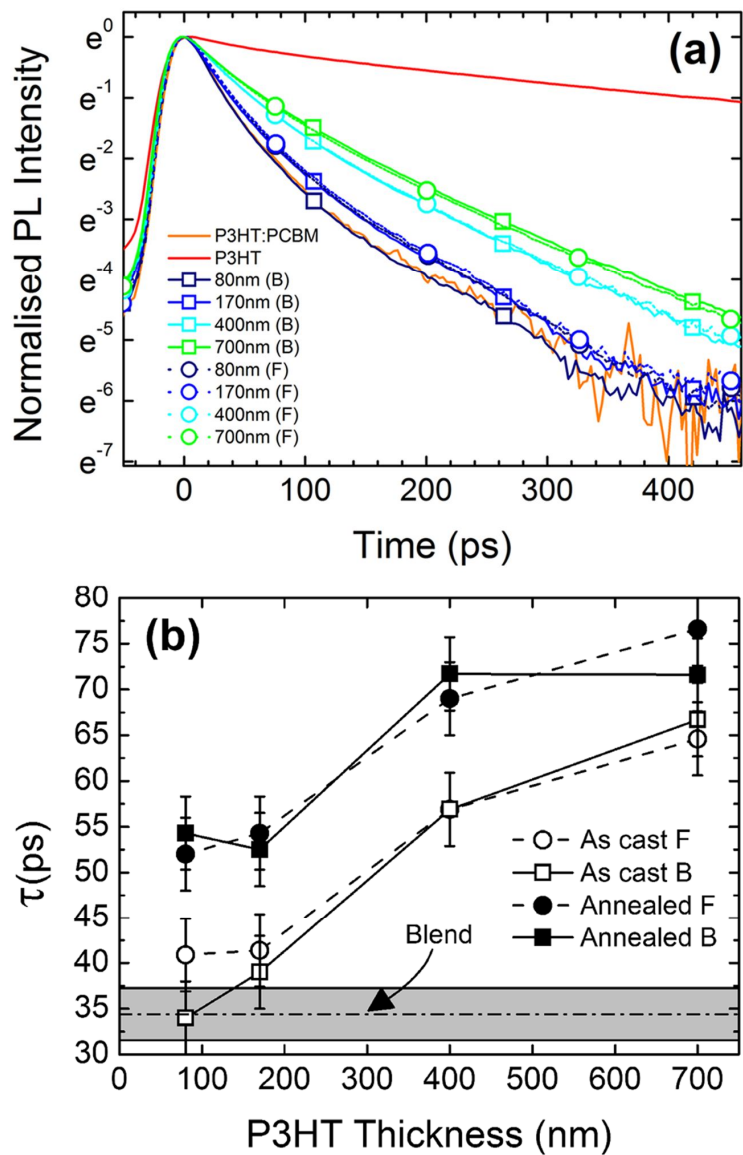 (a)
Normalised PL Intensity
e⁰
e⁻¹
e⁻²
e⁻³
e⁻⁴
e⁻⁵
e⁻⁶
e⁻⁷
P3HT:PCBM
P3HT
80nm (B)
170nm (B)
400nm (B)
700nm (B)
80nm (F)
170nm (F)
400nm (F)
700nm (F)
0 100 200 300 400
Time (ps)
(b)
τ(ps)
80
75
70
65
60
55
50
45
40
35
30
As cast F
As cast B
Annealed F
Annealed B
Blend
0 100 200 300 400 500 600 700
P3HT Thickness (nm)